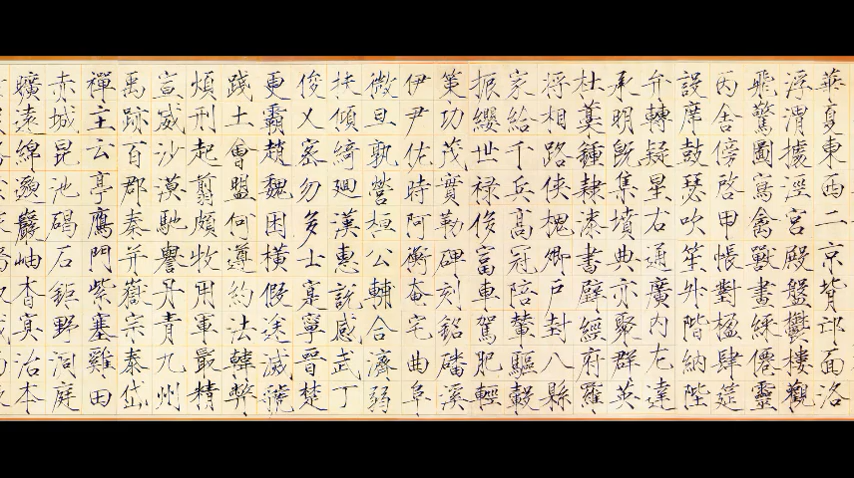 華夏東西二京背邙面洛
浮渭據涇宮殿盤鬱樓觀
飛驚圖寫禽獸畫綵僊靈
丙舍傍啓甲帳對楹肆筵
設席鼓瑟吹笙升階納陛
弁轉疑星右通廣內左達
承明既集墳典亦聚群英
杜稾鍾隸漆書壁經府羅
將相路俠槐卿戶封八縣
家給千兵高冠陪輦驅轂
振纓世祿侈富車駕肥輕
策功茂實勒碑刻銘磻溪
伊尹佐時阿衡奄宅曲阜
微旦孰營桓公輔合濟弱
扶傾綺迴漢惠說感武丁
俊乂密勿多士寔寧晉楚
更霸趙魏困橫假途滅虢
踐土會盟何遵約法韓弊
煩刑起翦頗牧用軍最精
宣威沙漠馳譽丹青九州
禹跡百郡秦并嶽宗泰岱
禪主云亭鴈門紫塞雞田
赤城昆池碣石鉅野洞庭
曠遠綿邈巖岫杳冥治本